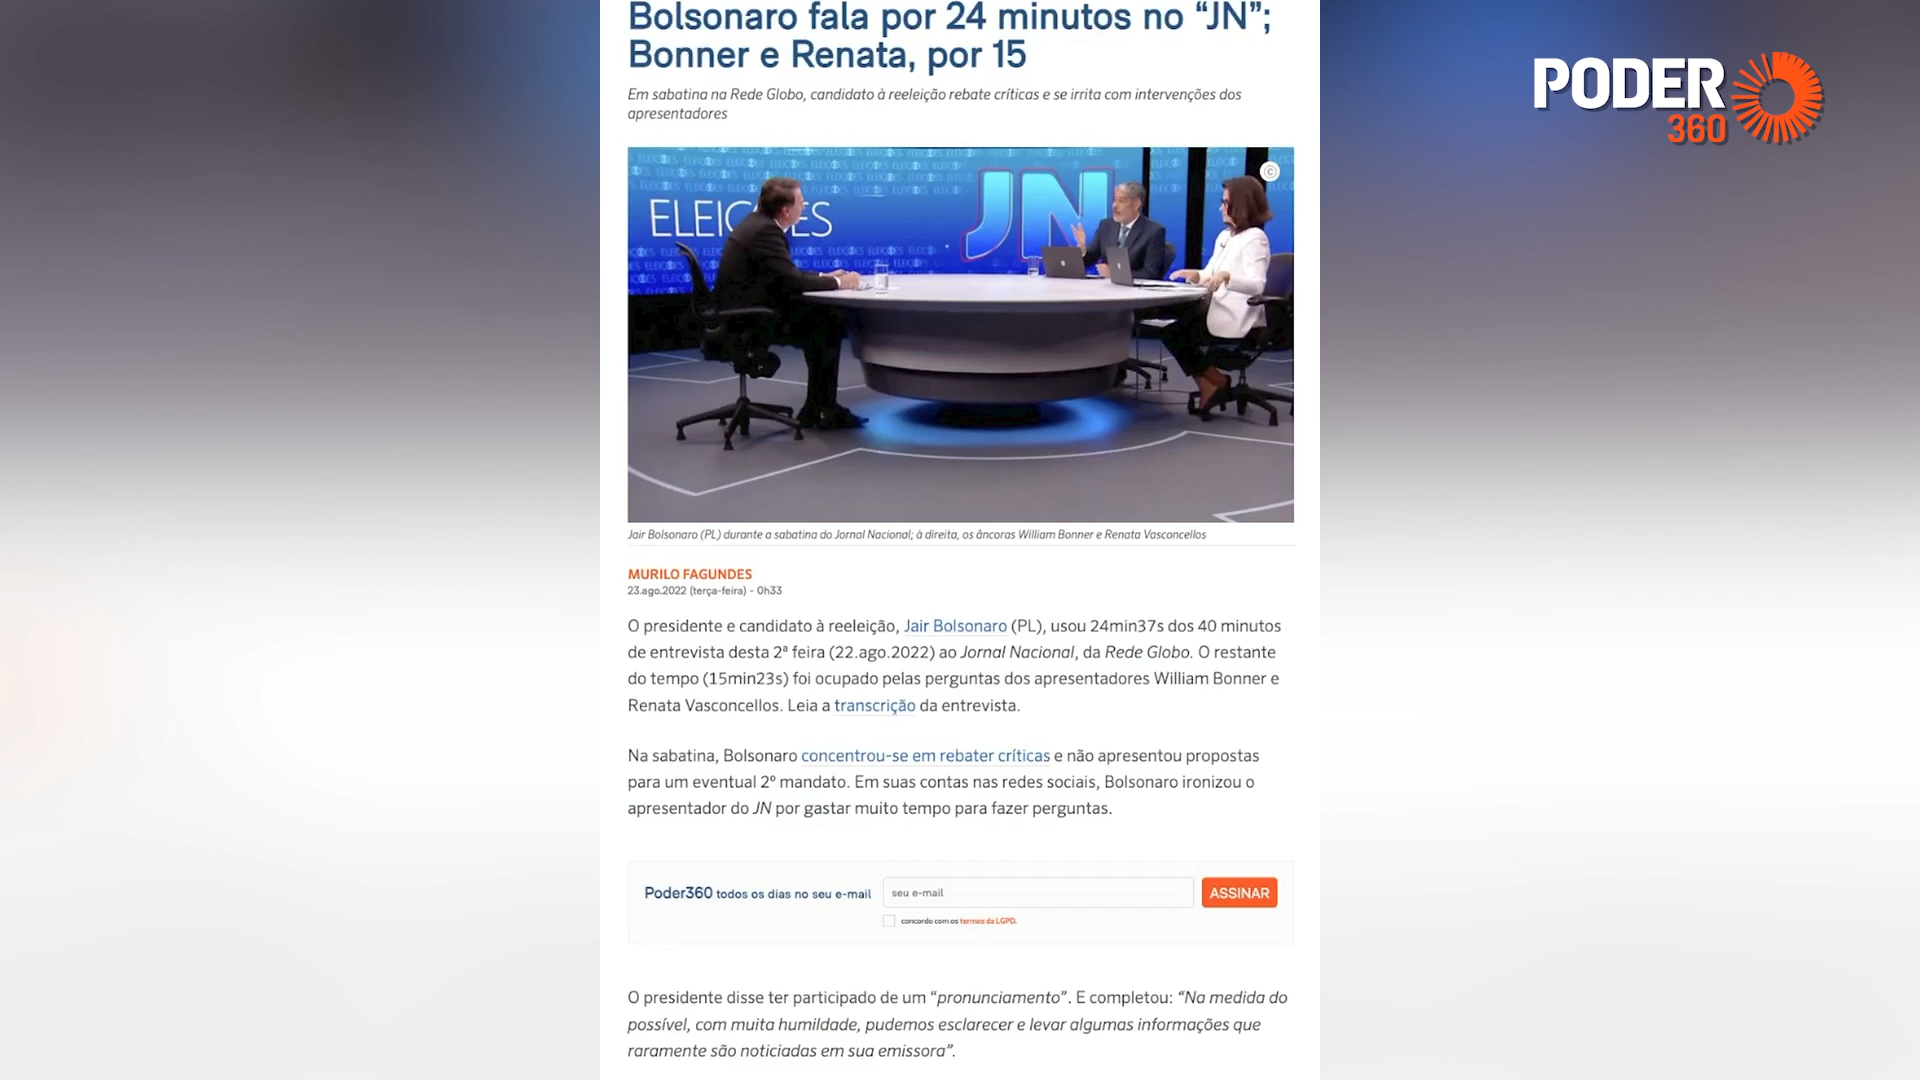 Bolsonaro fala por 24 minutos no “JN”;
Bonner e Renata, por 15
PODER
360
Em sabatina na Rede Globo, candidato à reeleição rebate críticas e se irrita com intervenções dos
apresentadores
ELEIÇÕES
JN
©
Jair Bolsonaro (PL) durante a sabatina do Jornal Nacional; à direita, os âncoras William Bonner e Renata Vasconcellos
MURILO FAGUNDES
23.ago.2022 (terça-feira) - 0h33
O presidente e candidato à reeleição, Jair Bolsonaro (PL), usou 24min37s dos 40 minutos
de entrevista desta 2ª feira (22.ago.2022) ao Jornal Nacional, da Rede Globo. O restante
do tempo (15min23s) foi ocupado pelas perguntas dos apresentadores William Bonner e
Renata Vasconcellos. Leia a transcrição da entrevista.
Na sabatina, Bolsonaro concentrou-se em rebater críticas e não apresentou propostas
para um eventual 2º mandato. Em suas contas nas redes sociais, Bolsonaro ironizou o
apresentador do JN por gastar muito tempo para fazer perguntas.
Poder360 todos os dias no seu e-mail
seu e-mail
ASSINAR
concordo com os termos da LGPD.
O presidente disse ter participado de um “pronunciamento”. E completou: “Na medida do
possível, com muita humildade, pudemos esclarecer e levar algumas informações que
raramente são noticiadas em sua emissora”.